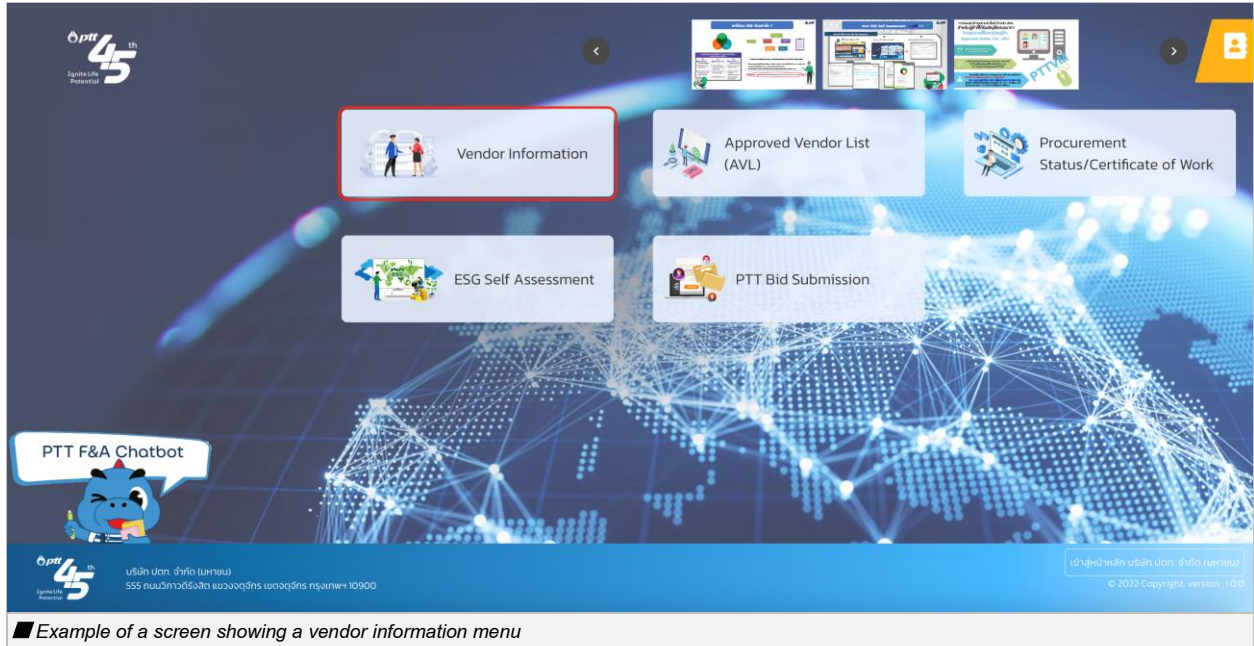 ptt
45th
Ignite Life
Potential
PTTVM
Vendor Information
Approved Vendor List
(AVL)
Procurement
Status/Certificate of Work
ESG Self Assessment
PTT Bid Submission
PTT F&A Chatbot
ptt
45th
Ignite Life
Potential
บริษัท ปตท. จำกัด (มหาชน)
555 ถนนวิภาวดีรังสิต แขวงจตุจักร เขตจตุจักร กรุงเทพฯ 10900
เข้าสู่หน้าหลัก บริษัท ปตท. จำกัด (มหาชน)
© 2022 Copyright. version : 1.0.0
Example of a screen showing a vendor information menu